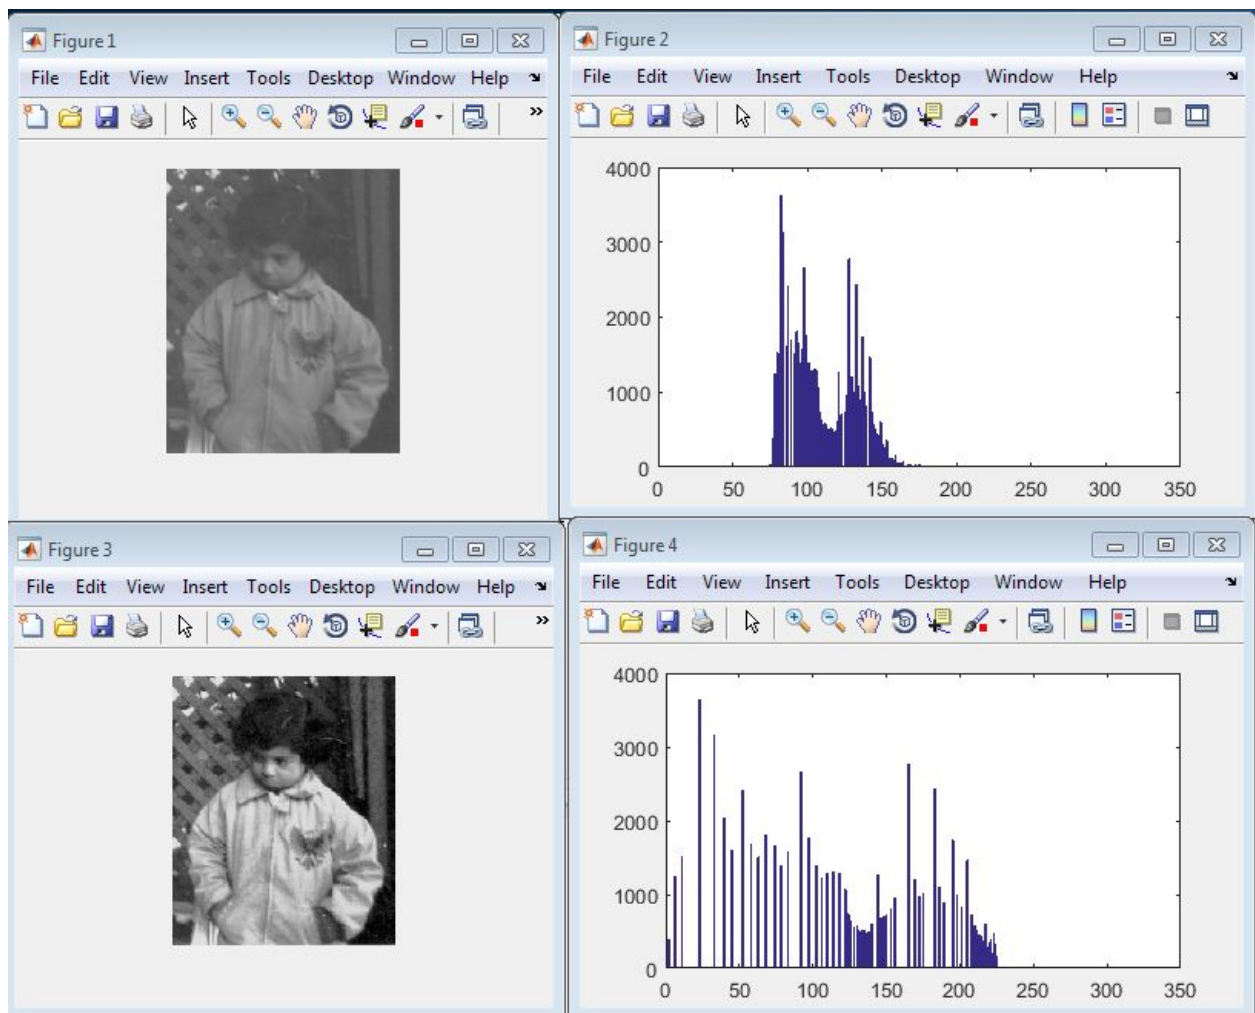 Figure 1
File Edit View Insert Tools Desktop Window Help
Figure 2
File Edit View Insert Tools Desktop Window Help
4000
3000
2000
1000
0
0 50 100 150 200 250 300 350
Figure 3
File Edit View Insert Tools Desktop Window Help
Figure 4
File Edit View Insert Tools Desktop Window Help
4000
3000
2000
1000
0
0 50 100 150 200 250 300 350